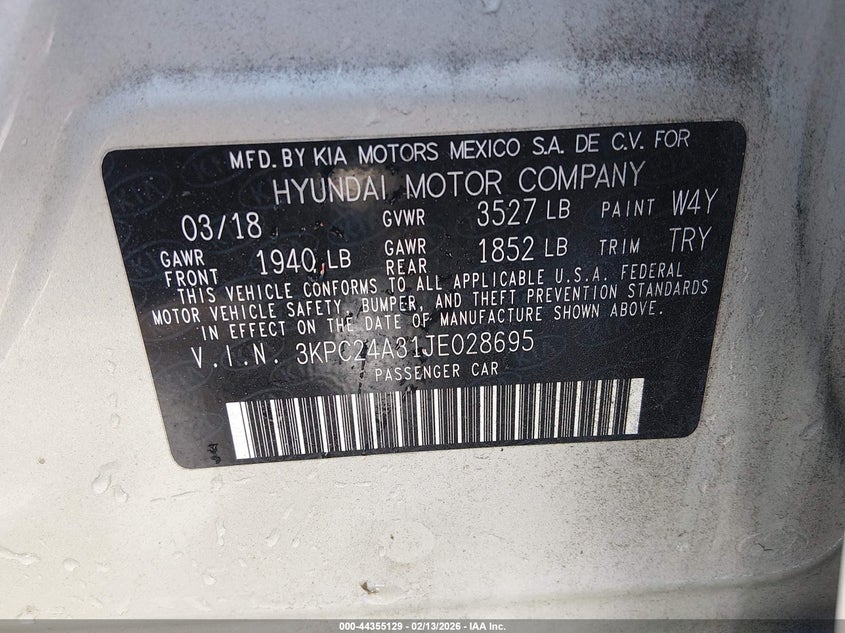 MFD. BY KIA MOTORS MEXICO S.A. DE C.V. FOR
HYUNDAI MOTOR COMPANY
03/18 GVWR 3527 LB PAINT W4Y
GAWR FRONT 1940 LB GAWR REAR 1852 LB TRIM TRY
THIS VEHICLE CONFORMS TO ALL APPLICABLE U.S.A. FEDERAL
MOTOR VEHICLE SAFETY, BUMPER, AND THEFT PREVENTION STANDARDS
IN EFFECT ON THE DATE OF MANUFACTURE SHOWN ABOVE.
V.I.N. 3KPC24A31JE028695
PASSENGER CAR
000-44355129 - 02/13/2026 - IAA Inc.